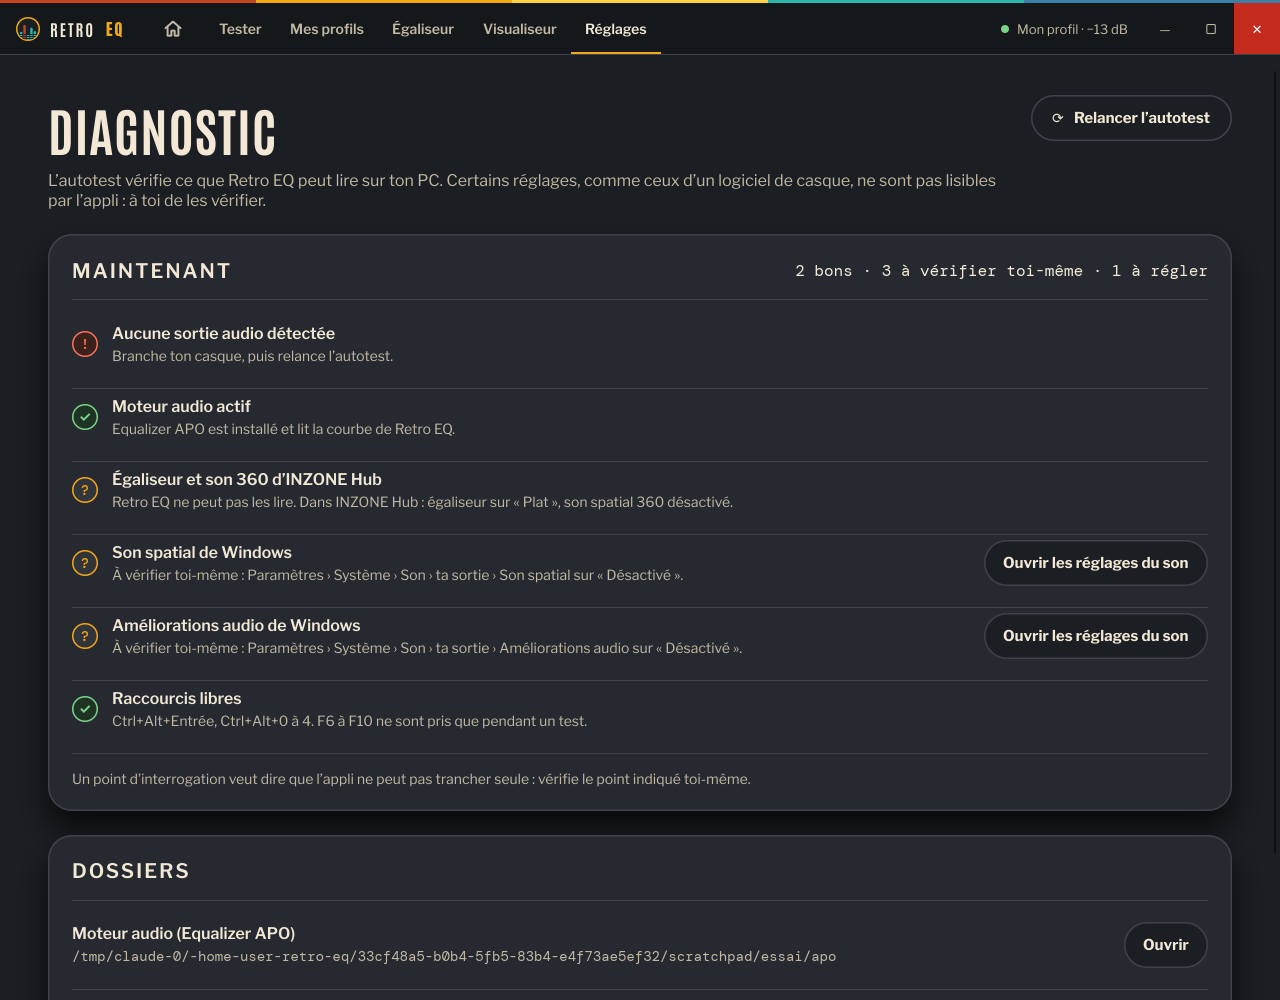 RETRO EQ
Tester
Mes profils
Égaliseur
Visualiseur
Réglages
Mon profil · −13 dB
DIAGNOSTIC
⟳ Relancer l’autotest
L’autotest vérifie ce que Retro EQ peut lire sur ton PC. Certains réglages, comme ceux d’un logiciel de casque, ne sont pas lisibles
par l’appli : à toi de les vérifier.
MAINTENANT
2 bons · 3 à vérifier toi-même · 1 à régler
Aucune sortie audio détectée
Branche ton casque, puis relance l’autotest.
Moteur audio actif
Equalizer APO est installé et lit la courbe de Retro EQ.
Égaliseur et son 360 d’INZONE Hub
Retro EQ ne peut pas les lire. Dans INZONE Hub : égaliseur sur « Plat », son spatial 360 désactivé.
Son spatial de Windows
À vérifier toi-même : Paramètres › Système › Son › ta sortie › Son spatial sur « Désactivé ».
Ouvrir les réglages du son
Améliorations audio de Windows
À vérifier toi-même : Paramètres › Système › Son › ta sortie › Améliorations audio sur « Désactivé ».
Ouvrir les réglages du son
Raccourcis libres
Ctrl+Alt+Entrée, Ctrl+Alt+0 à 4. F6 à F10 ne sont pris que pendant un test.
Un point d’interrogation veut dire que l’appli ne peut pas trancher seule : vérifie le point indiqué toi-même.
DOSSIERS
Moteur audio (Equalizer APO)
/tmp/claude-0/-home-user-retro-eq/33cf48a5-b0b4-5fb5-83b4-e4f73ae5ef32/scratchpad/essai/apo
Ouvrir